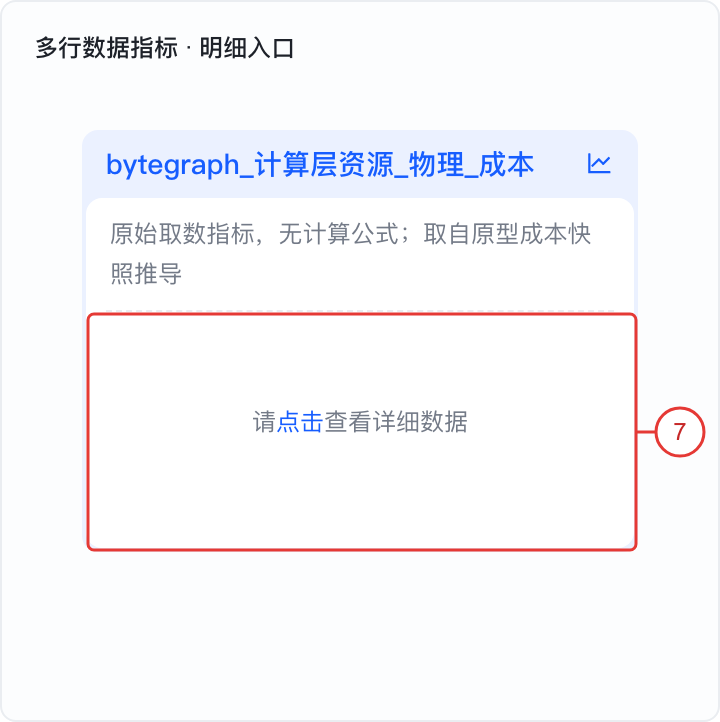 多行数据指标 · 明细入口
bytegraph_计算层资源_物理_成本
原始取数指标，无计算公式；取自原型成本快
照推导
请点击查看详细数据
7